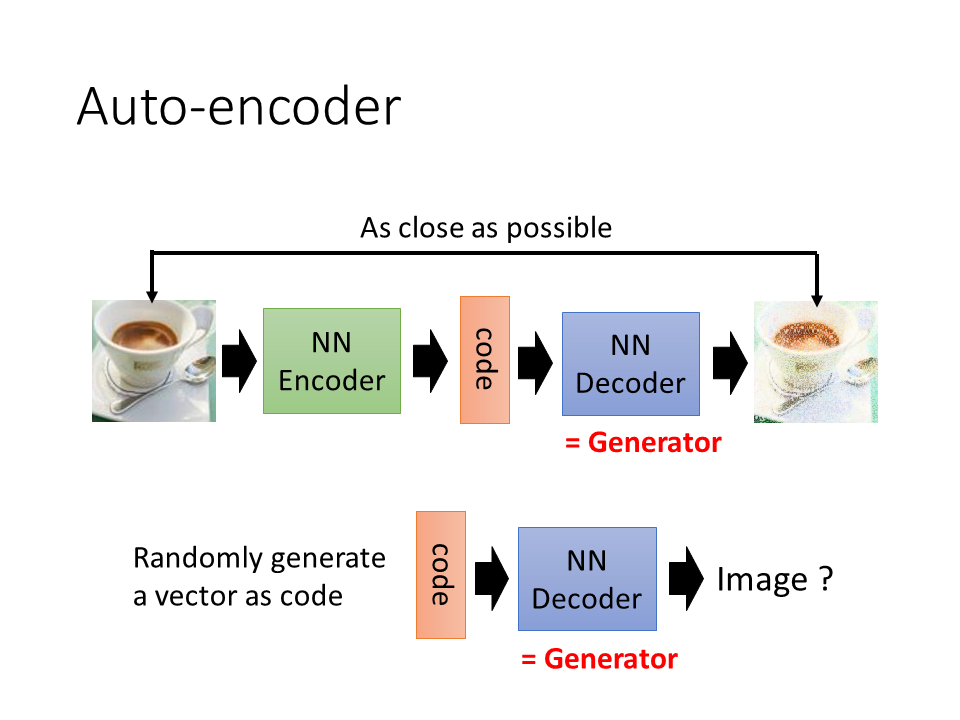 Auto-encoder
As close as possible
NN
Encoder
code
NN
Decoder
= Generator
Randomly generate
a vector as code
code
NN
Decoder
Image ?
= Generator